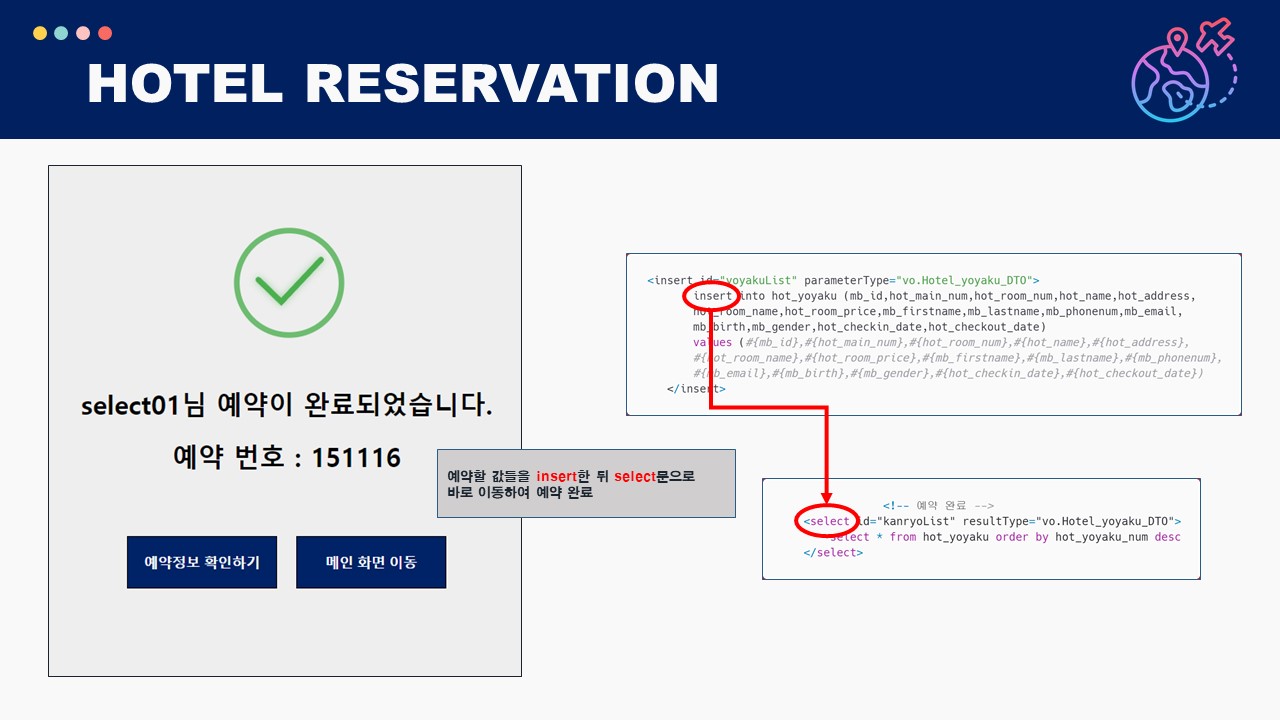 HOTEL RESERVATION
select01님 예약이 완료되었습니다.
예약 번호 : 151116
예약정보 확인하기
메인 화면 이동
예약할 값들을 insert한 뒤 select문으로
바로 이동하여 예약 완료
<insert id="yoyakuList" parameterType="vo.Hotel_yoyaku_DTO">
insert into hot_yoyaku (mb_id,hot_main_num,hot_room_num,hot_name,hot_address,
hot_room_name,hot_room_price,mb_firstname,mb_lastname,mb_phonenum,mb_email,
mb_birth,mb_gender,hot_checkin_date,hot_checkout_date)
values (#{mb_id},#{hot_main_num},#{hot_room_num},#{hot_name},#{hot_address},
#{hot_room_name},#{hot_room_price},#{mb_firstname},#{mb_lastname},#{mb_phonenum},
#{mb_email},#{mb_birth},#{mb_gender},#{hot_checkin_date},#{hot_checkout_date})
</insert>
<!-- 예약 완료 -->
<select id="kanryoList" resultType="vo.Hotel_yoyaku_DTO">
select * from hot_yoyaku order by hot_yoyaku_num desc
</select>